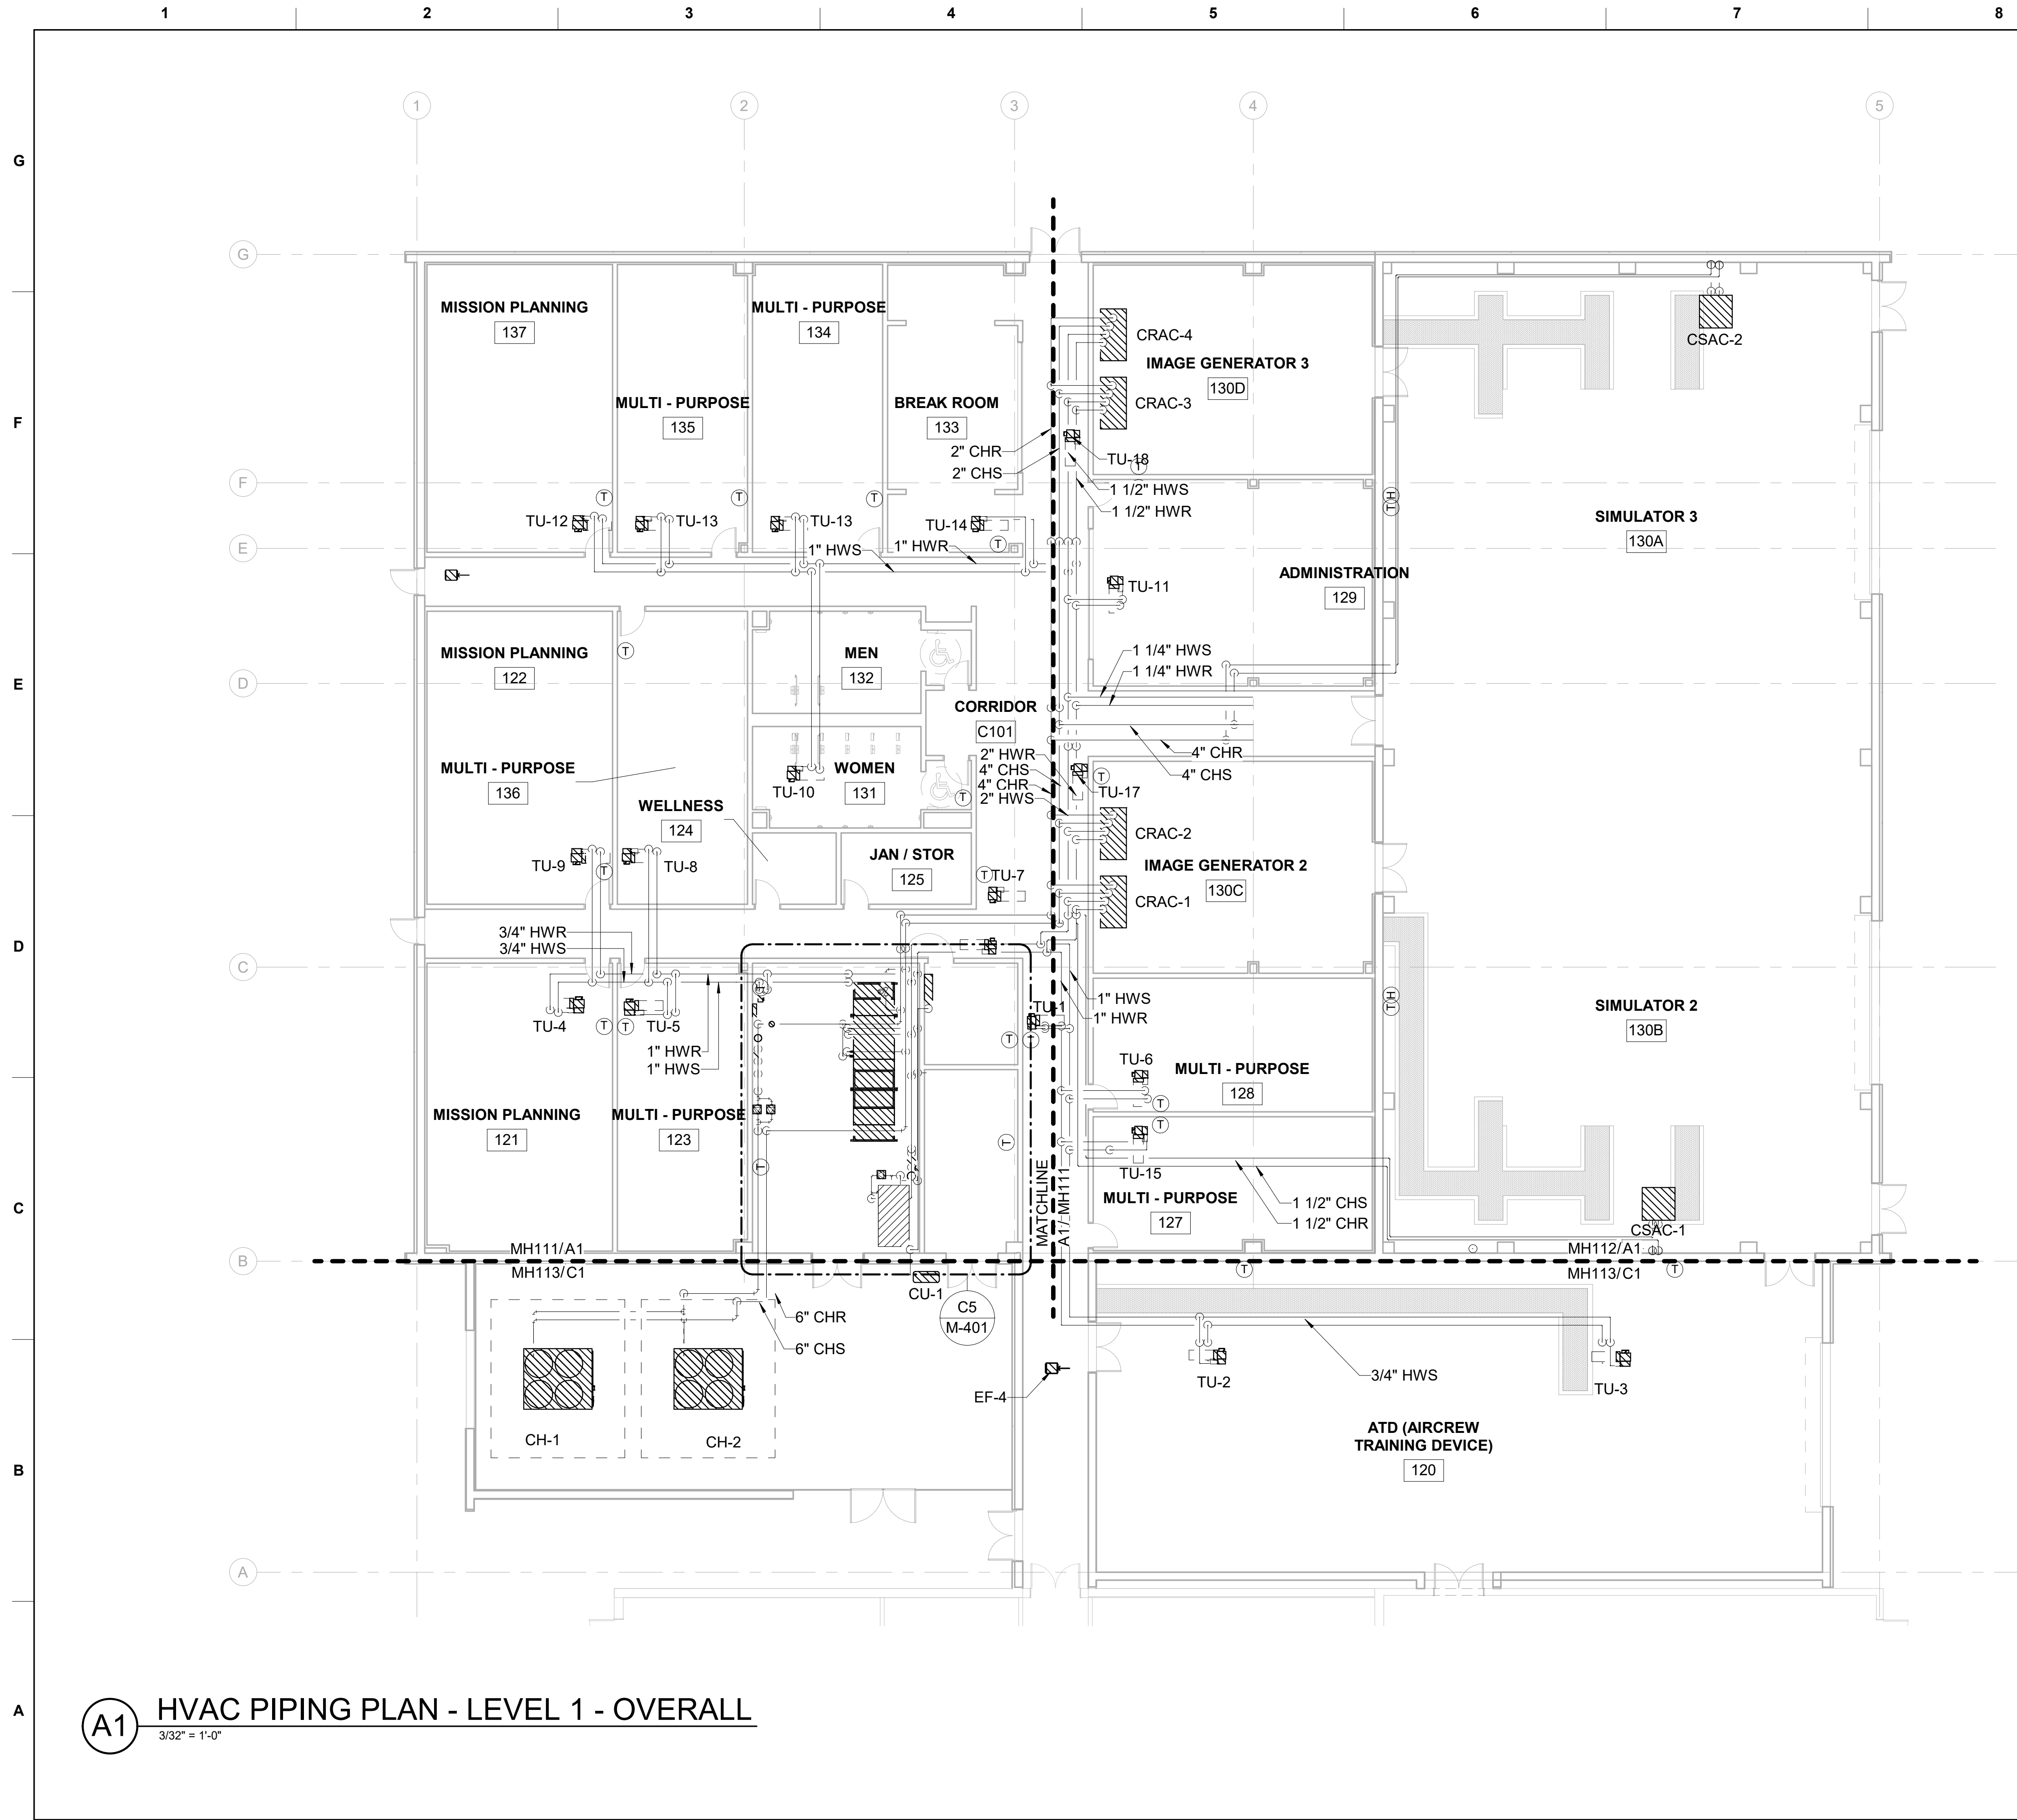 1 2 3 4 5 6 7 8
1 2 3 4 5
G
G
MISSION PLANNING
137
MULTI - PURPOSE
134
CRAC-4
IMAGE GENERATOR 3
130D
CSAC-2
MULTI - PURPOSE
135
BREAK ROOM
133
CRAC-3
F
2" CHR
2" CHS
TU-18
T
F
1 1/2" HWS
1 1/2" HWR
T
T
T
TH
TU-12
TU-13
TU-13
TU-14
SIMULATOR 3
130A
E
1" HWS
1" HWR
T
ADMINISTRATION
129
TU-11
MISSION PLANNING
122
T
MEN
132
1 1/4" HWS
1 1/4" HWR
E
D
CORRIDOR
C101
2" HWR
4" CHS
4" CHR
2" HWS
4" CHR
4" CHS
MULTI - PURPOSE
136
WOMEN
131
TU-10
T
T
TU-17
WELLNESS
124
CRAC-2
JAN / STOR
125
IMAGE GENERATOR 2
130C
TU-9
T
TU-8
T
TU-7
CRAC-1
3/4" HWR
3/4" HWS
D
C
T
1" HWS
1" HWR
TH
SIMULATOR 2
130B
TU-4
T
T
TU-5
TU-1
T
T
1" HWR
1" HWS
TU-6
MULTI - PURPOSE
128
T
T
MISSION PLANNING
121
MULTI - PURPOSE
123
T
T
TU-15
MATCHLINE
A1 / MH111
MULTI - PURPOSE
127
1 1/2" CHS
1 1/2" CHR
C
CSAC-1
MH111/A1
MH113/C1
MH112/A1
MH113/C1
B
T
T
CU-1
C5
M-401
6" CHR
6" CHS
EF-4
TU-2
3/4" HWS
TU-3
CH-1
CH-2
ATD (AIRCREW
TRAINING DEVICE)
120
B
A
A
A1
HVAC PIPING PLAN - LEVEL 1 - OVERALL
3/32" = 1'-0"